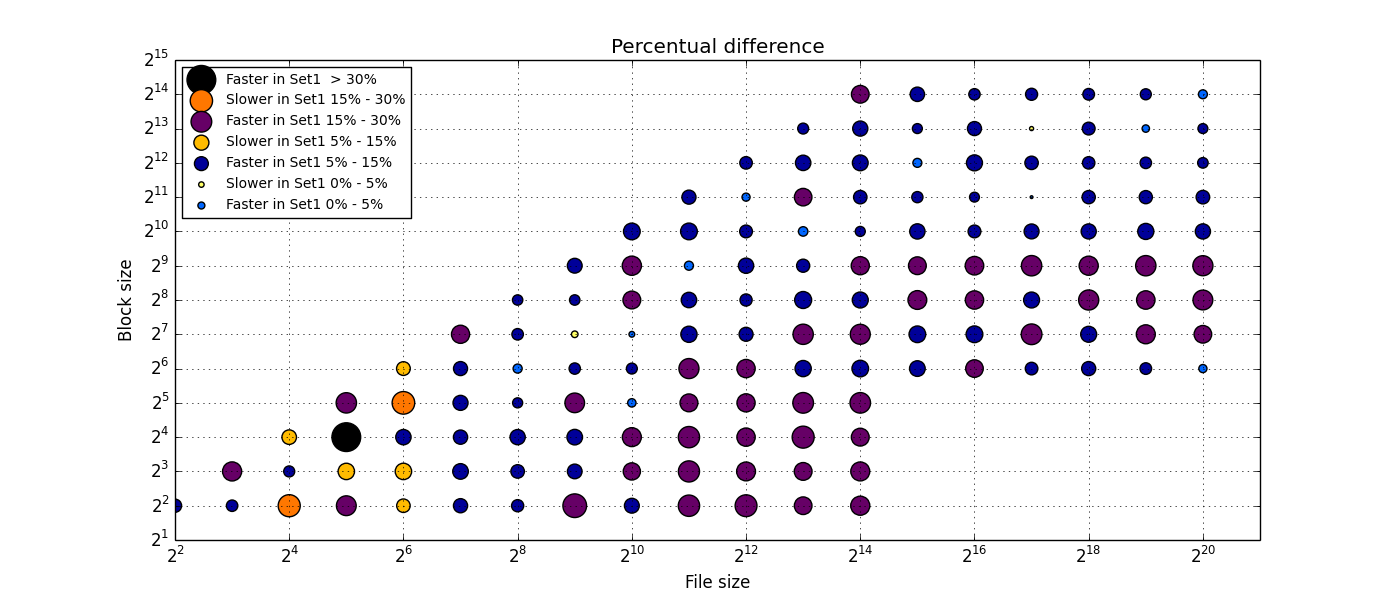 Percentual difference
Faster in Set1 > 30%
Slower in Set1 15% - 30%
Faster in Set1 15% - 30%
Slower in Set1 5% - 15%
Faster in Set1 5% - 15%
Slower in Set1 0% - 5%
Faster in Set1 0% - 5%
Block size
2^15
2^14
2^13
2^12
2^11
2^10
2^9
2^8
2^7
2^6
2^5
2^4
2^3
2^2
2^1
2^2 2^4 2^6 2^8 2^10 2^12 2^14 2^16 2^18 2^20
File size